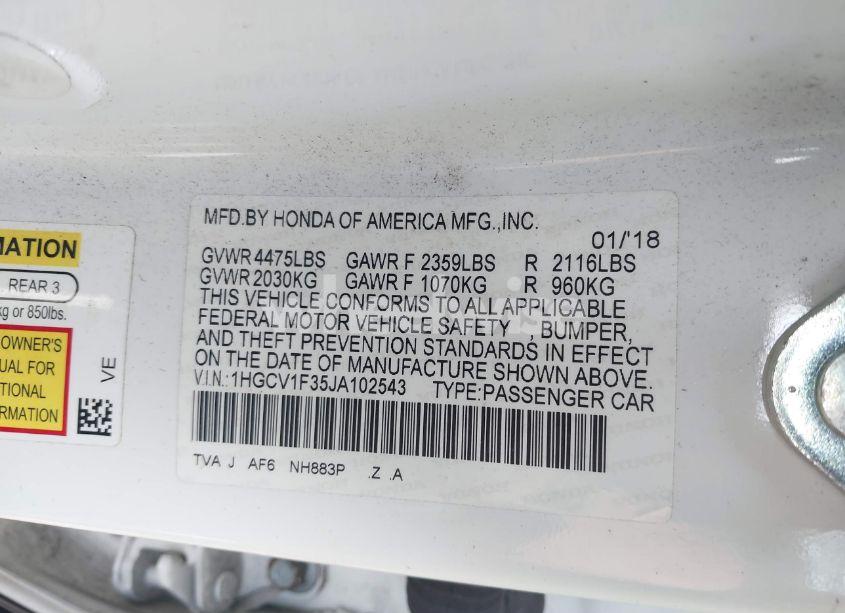 MFD.BY HONDA OF AMERICA MFG.,INC.
01/'18
GVWR 4475LBS GAWR F 2359LBS R 2116LBS
GVWR 2030KG GAWR F 1070KG R 960KG
THIS VEHICLE CONFORMS TO ALL APPLICABLE
FEDERAL MOTOR VEHICLE SAFETY , BUMPER,
AND THEFT PREVENTION STANDARDS IN EFFECT
ON THE DATE OF MANUFACTURE SHOWN ABOVE.
V.I.N.:1HGCV1F35JA102543 TYPE:PASSENGER CAR
TVA J AF6 NH883P .Z .A
MATION
REAR 3
kg or 850lbs.
OWNER'S
UAL FOR
TIONAL
FORMATION
VE